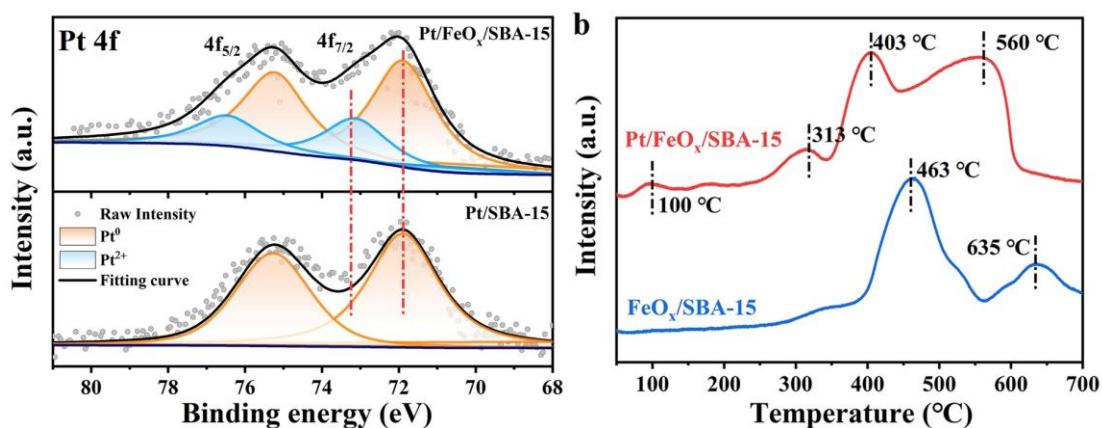 Pt 4f
4f5/2
4f7/2
Pt/FeOx/SBA-15
Pt/SBA-15
Raw Intensity
Pt0
Pt2+
Fitting curve
Intensity (a.u.)
80 78 76 74 72 70 68
Binding energy (eV)
b
403 ℃
560 ℃
Pt/FeOx/SBA-15
313 ℃
100 ℃
463 ℃
635 ℃
FeOx/SBA-15
Intensity (a.u.)
100 200 300 400 500 600 700
Temperature (℃)